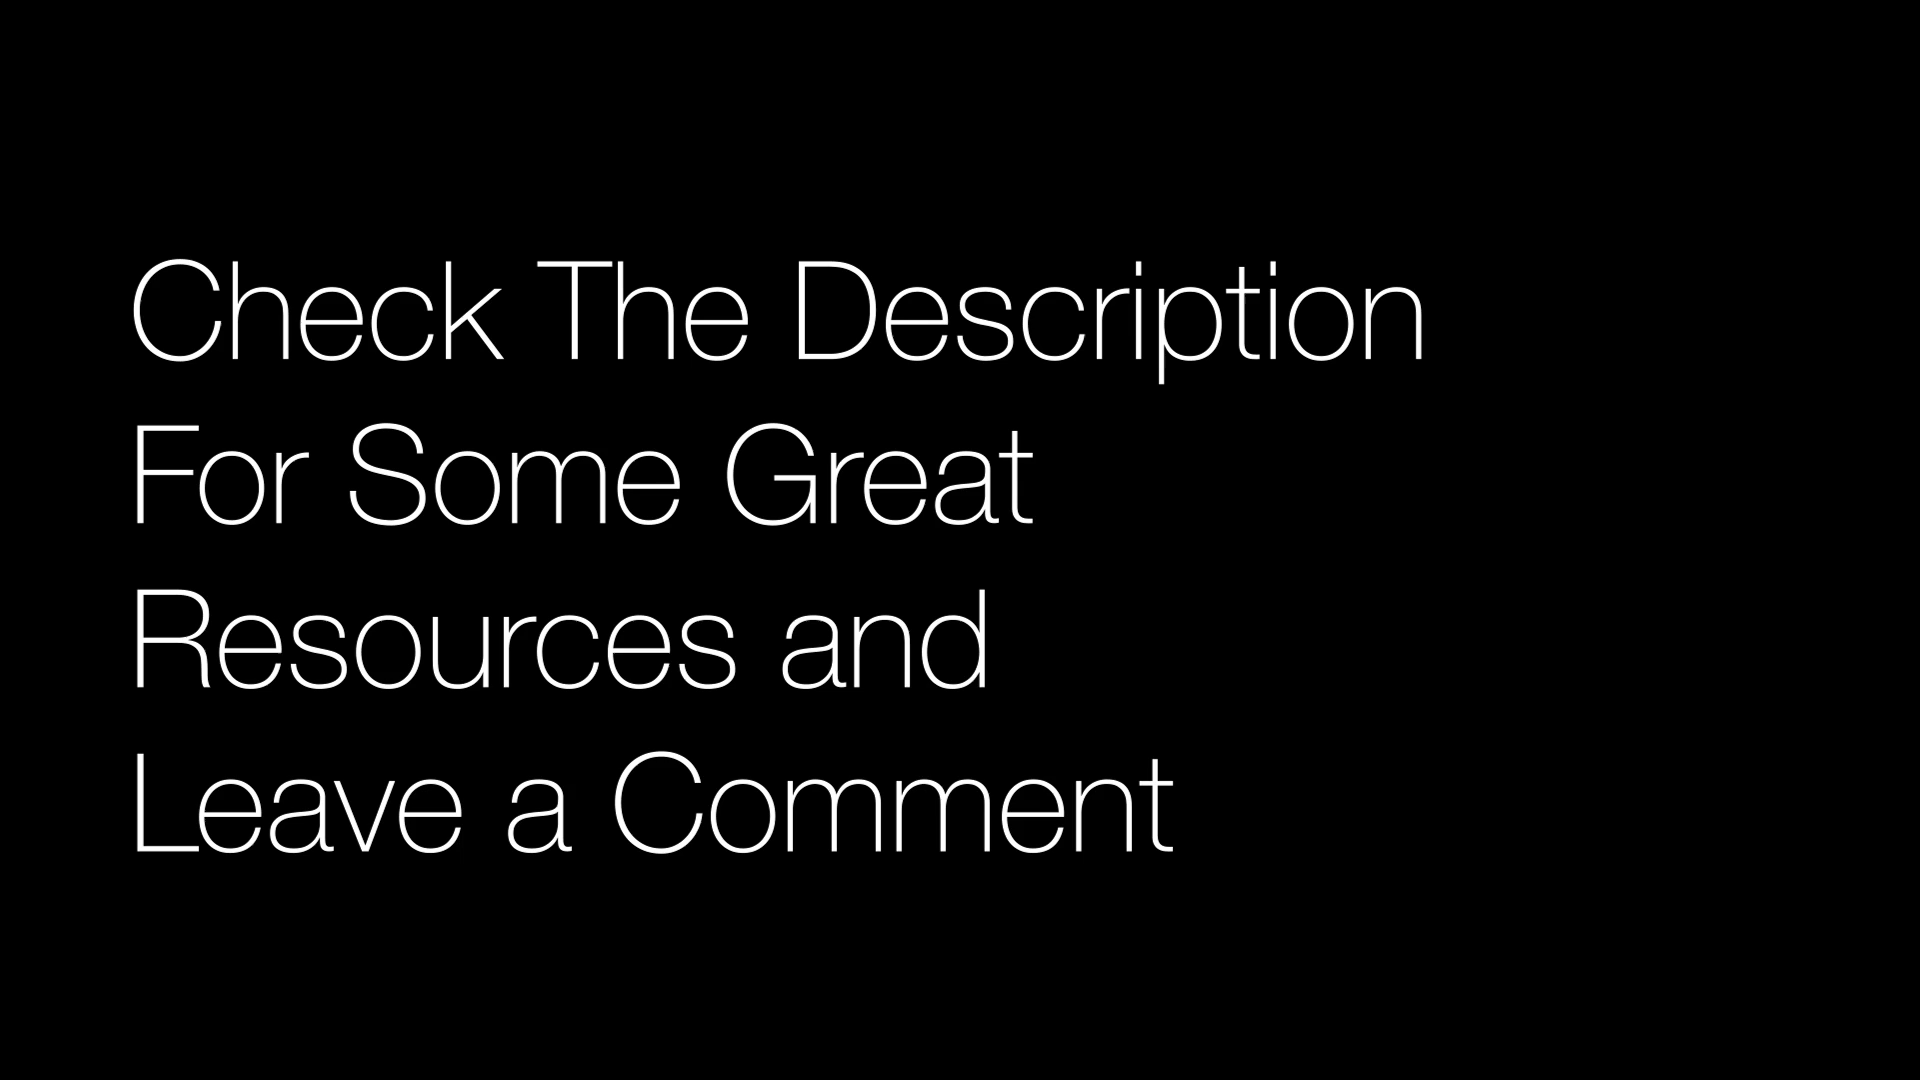 Check The Description
For Some Great
Resources and
Leave a Comment